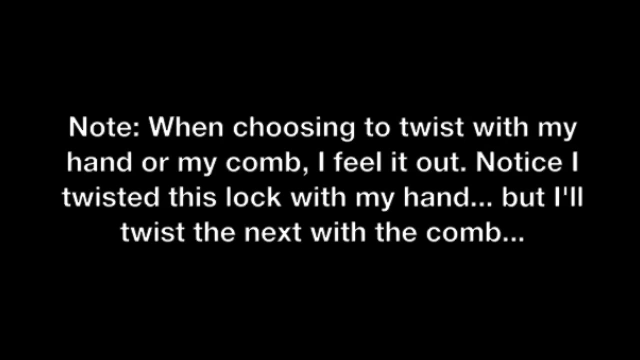 Note: When choosing to twist with my
hand or my comb, I feel it out. Notice I
twisted this lock with my hand... but I'll
twist the next with the comb...